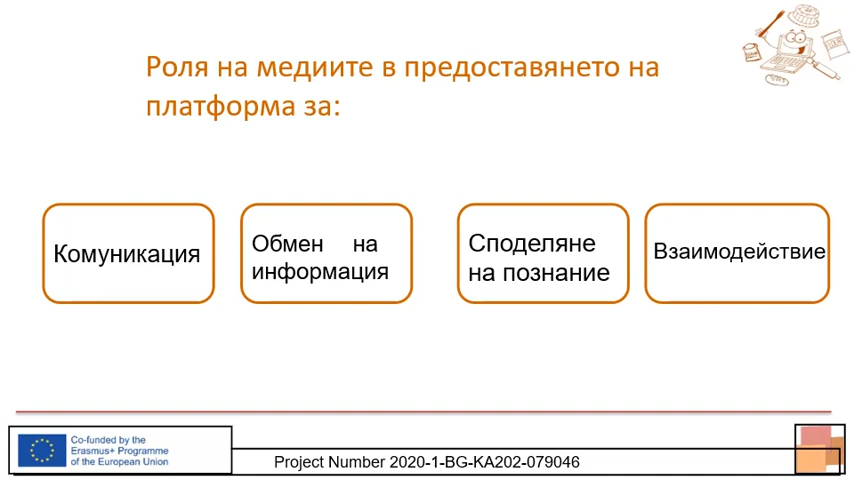 Роля на медиите в предоставянето на
платформа за:
Комуникация
Обмен на
информация
Споделяне
на познание
Взаимодействие
Co-funded by the
Erasmus+ Programme
of the European Union
Project Number 2020-1-BG-KA202-079046